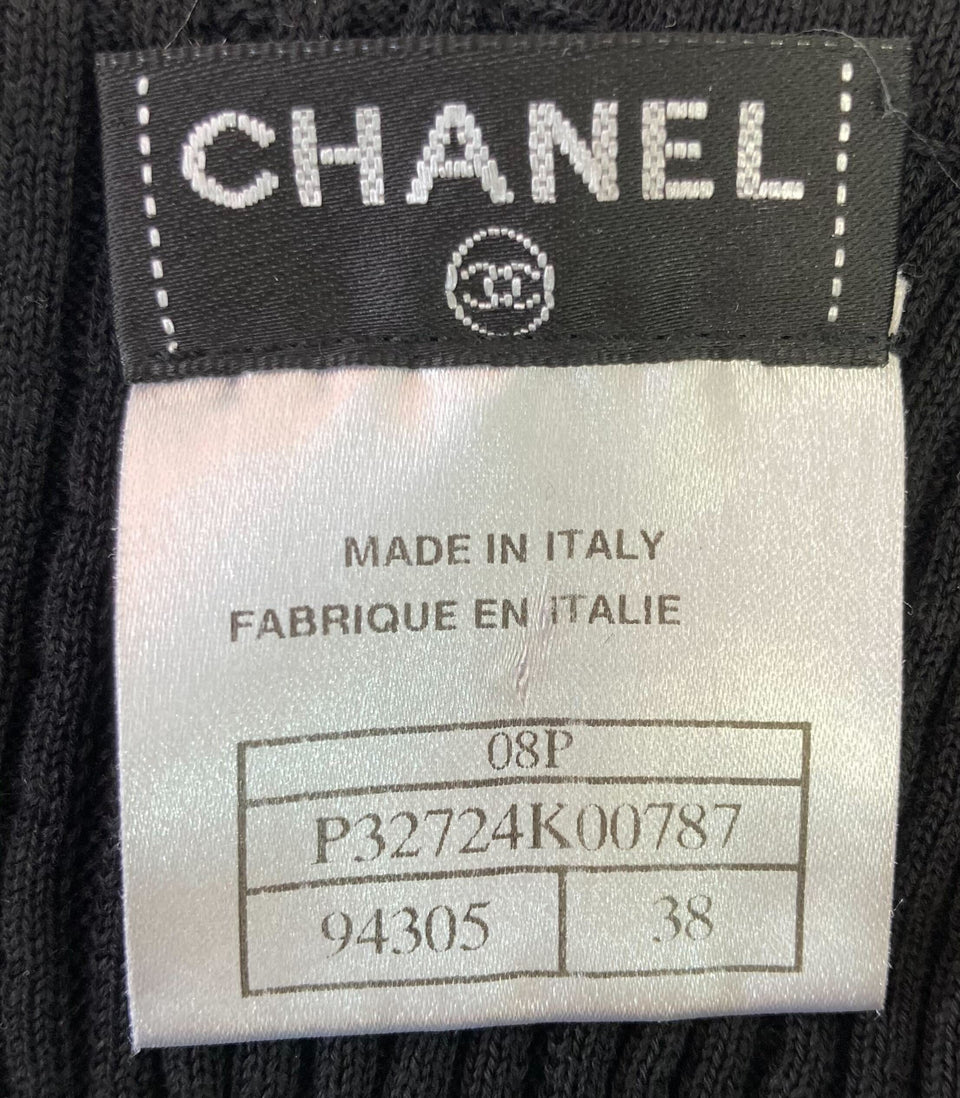 CHANEL
MADE IN ITALY
FABRIQUE EN ITALIE
08P
P32724K00787
94305 38